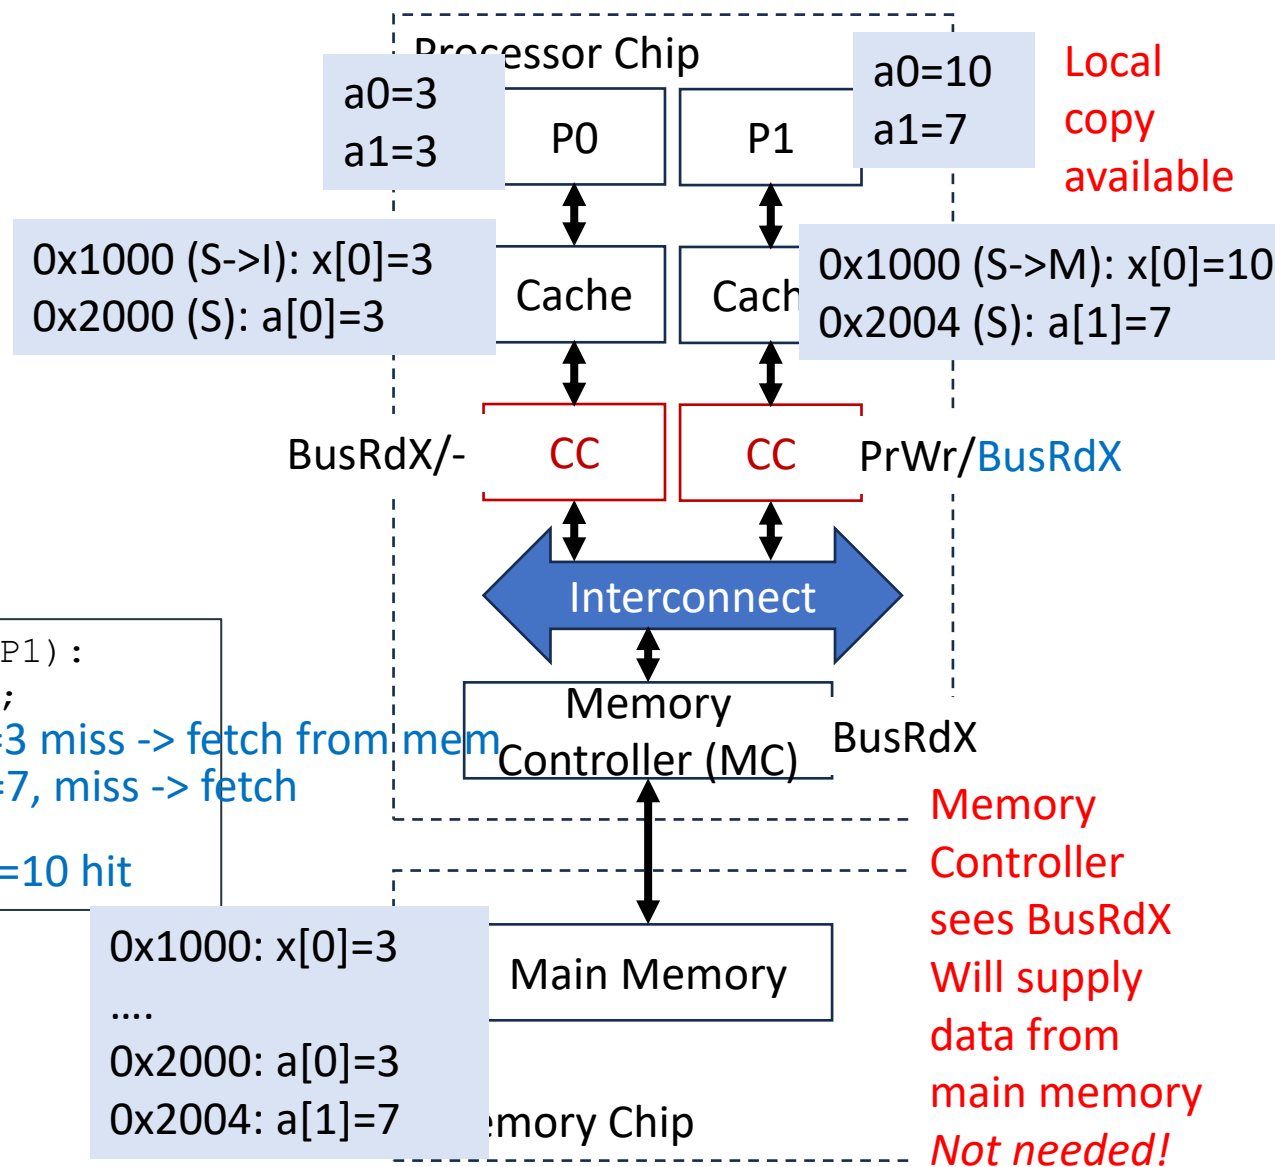 Processor Chip
a0=3
a1=3
P0
P1
a0=10
a1=7
Local
copy
available
0x1000 (S->I): x[0]=3
0x2000 (S): a[0]=3
Cache
Cach
0x1000 (S->M): x[0]=10
0x2004 (S): a[1]=7
BusRdX/-
CC
CC
PrWr/BusRdX
Interconnect
P1):
;
=3 miss -> fetch from mem
=7, miss -> fetch
=10 hit
Memory
Controller (MC)
BusRdX
Memory
Controller
sees BusRdX
Will supply
data from
main memory
Not needed!
0x1000: x[0]=3
....
0x2000: a[0]=3
0x2004: a[1]=7
Main Memory
emory Chip